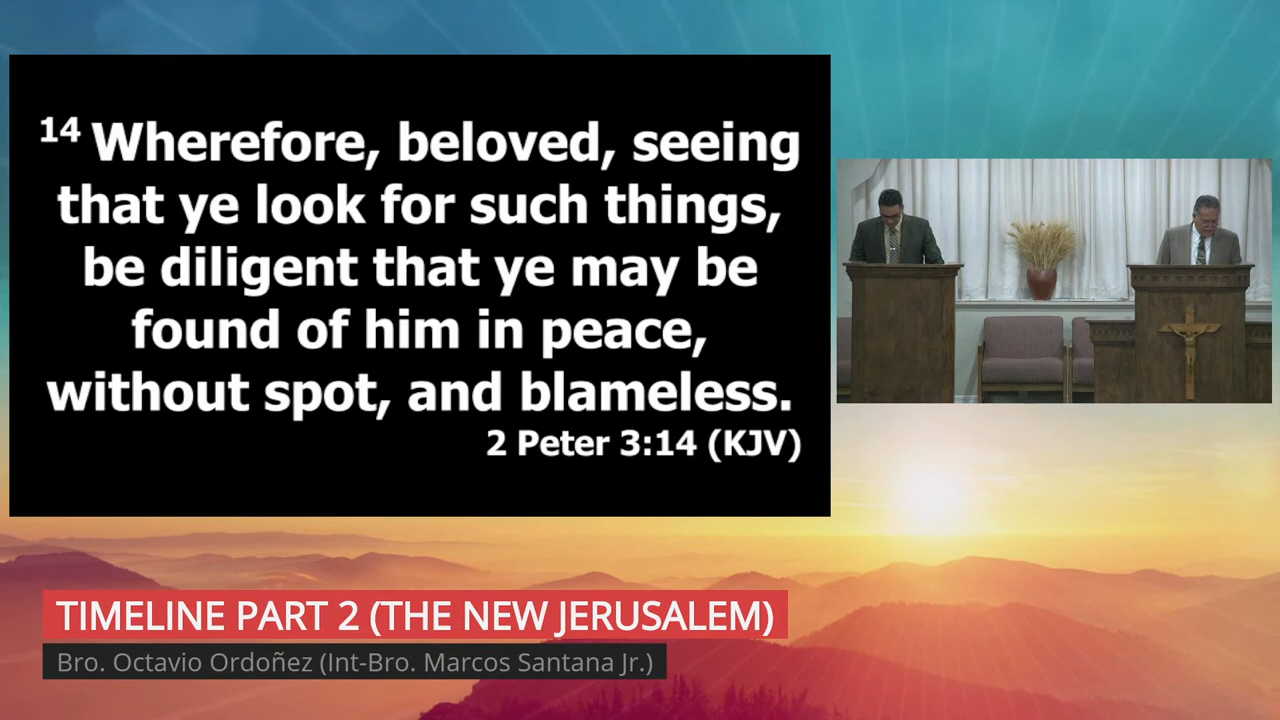 14 Wherefore, beloved, seeing
that ye look for such things,
be diligent that ye may be
found of him in peace,
without spot, and blameless.
2 Peter 3:14 (KJV)
TIMELINE PART 2 (THE NEW JERUSALEM)
Bro. Octavio Ordoñez (Int-Bro. Marcos Santana Jr.)